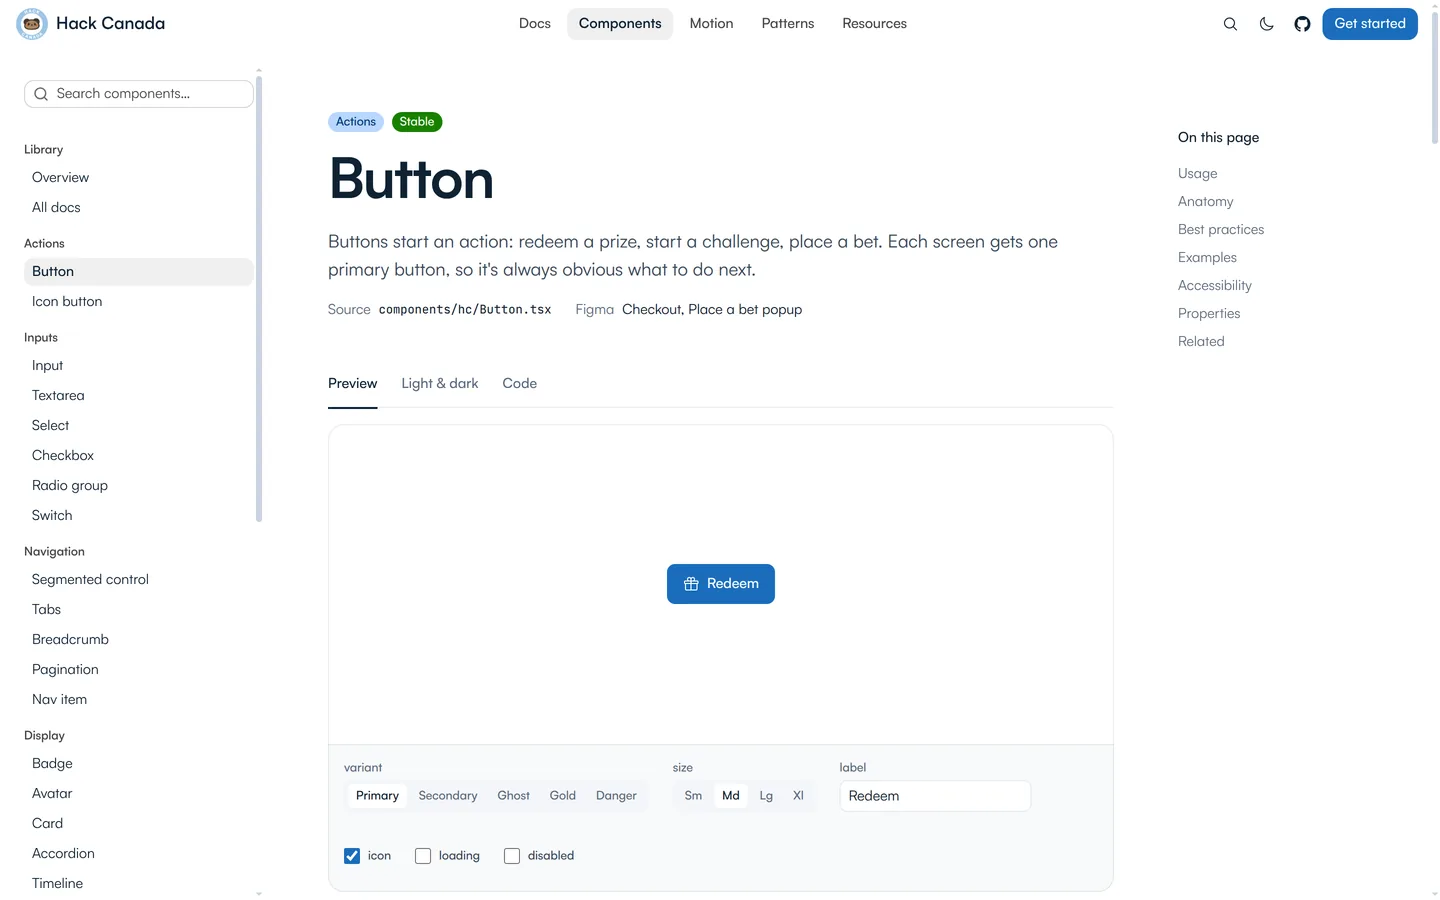 Hack Canada
Docs
Components
Motion
Patterns
Resources
Get started
Search components...
Library
Overview
All docs
Actions
Button
Icon button
Inputs
Input
Textarea
Select
Checkbox
Radio group
Switch
Navigation
Segmented control
Tabs
Breadcrumb
Pagination
Nav item
Display
Badge
Avatar
Card
Accordion
Timeline
Actions
Stable
Button
Buttons start an action: redeem a prize, start a challenge, place a bet. Each screen gets one
primary button, so it's always obvious what to do next.
Source components/hc/Button.tsx Figma Checkout, Place a bet popup
Preview
Light & dark
Code
Redeem
variant
Primary
Secondary
Ghost
Gold
Danger
size
Sm
Md
Lg
Xl
label
Redeem
icon
loading
disabled
On this page
Usage
Anatomy
Best practices
Examples
Accessibility
Properties
Related